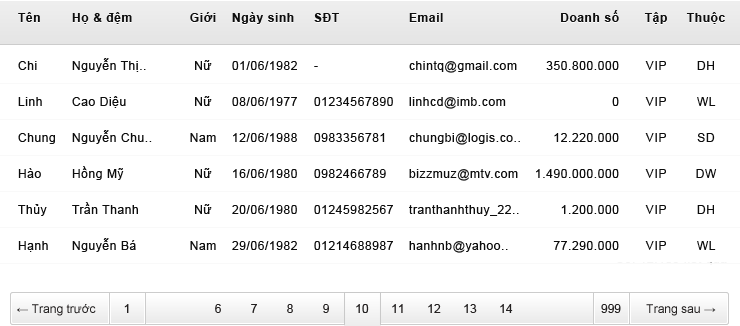 Tên Họ & đệm Giới Ngày sinh SĐT Email Doanh số Tập Thuộc
Chi Nguyễn Thị.. Nữ 01/06/1982 - chintq@gmail.com 350.800.000 VIP DH
Linh Cao Diệu Nữ 08/06/1977 01234567890 linhcd@imb.com 0 VIP WL
Chung Nguyễn Chu.. Nam 12/06/1988 0983356781 chungbi@logis.co.. 12.220.000 VIP SD
Hào Hồng Mỹ Nữ 16/06/1980 0982466789 bizzmuz@mtv.com 1.490.000.000 VIP DW
Thủy Trần Thanh Nữ 20/06/1980 01245982567 tranthanhthuy_22.. 1.200.000 VIP DH
Hạnh Nguyễn Bá Nam 29/06/1982 01214688987 hanhnb@yahoo.. 77.290.000 VIP WL
← Trang trước 1 6 7 8 9 10 11 12 13 14 999 Trang sau →